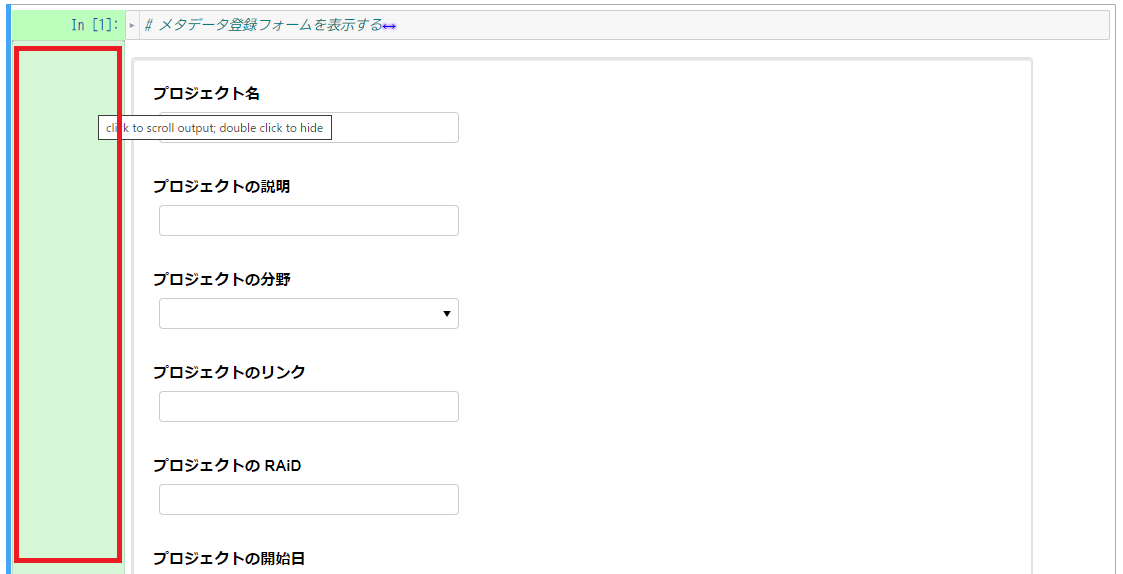 In [1]: # メタデータ登録フォームを表示する
プロジェクト名
click to scroll output; double click to hide
プロジェクトの説明
プロジェクトの分野
プロジェクトのリンク
プロジェクトの RAiD
プロジェクトの開始日